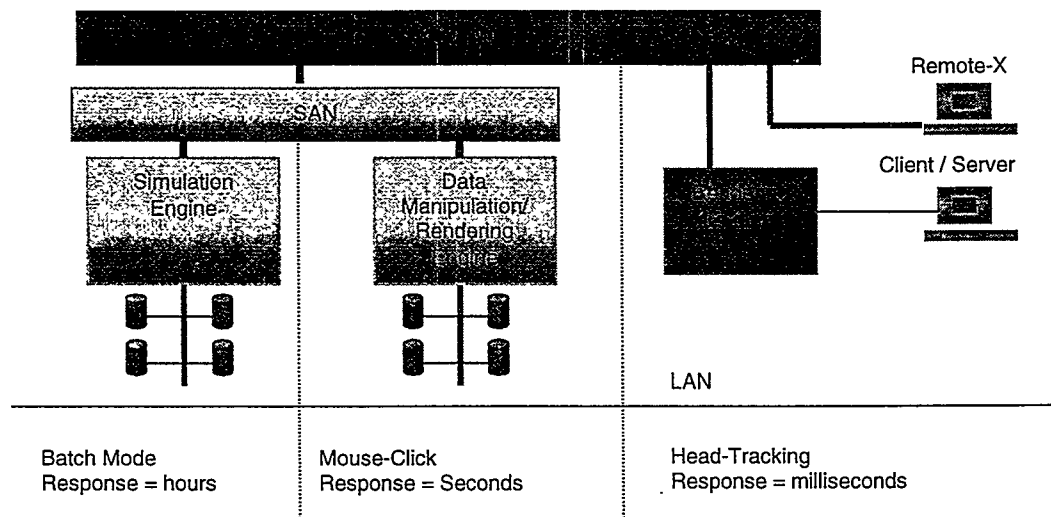 Remote-X
SAN
Client / Server
Simulation
Engine
Data
Manipulation/
Rendering
Engine
LAN
Batch Mode
Response = hours
Mouse-Click
Response = Seconds
Head-Tracking
Response = milliseconds